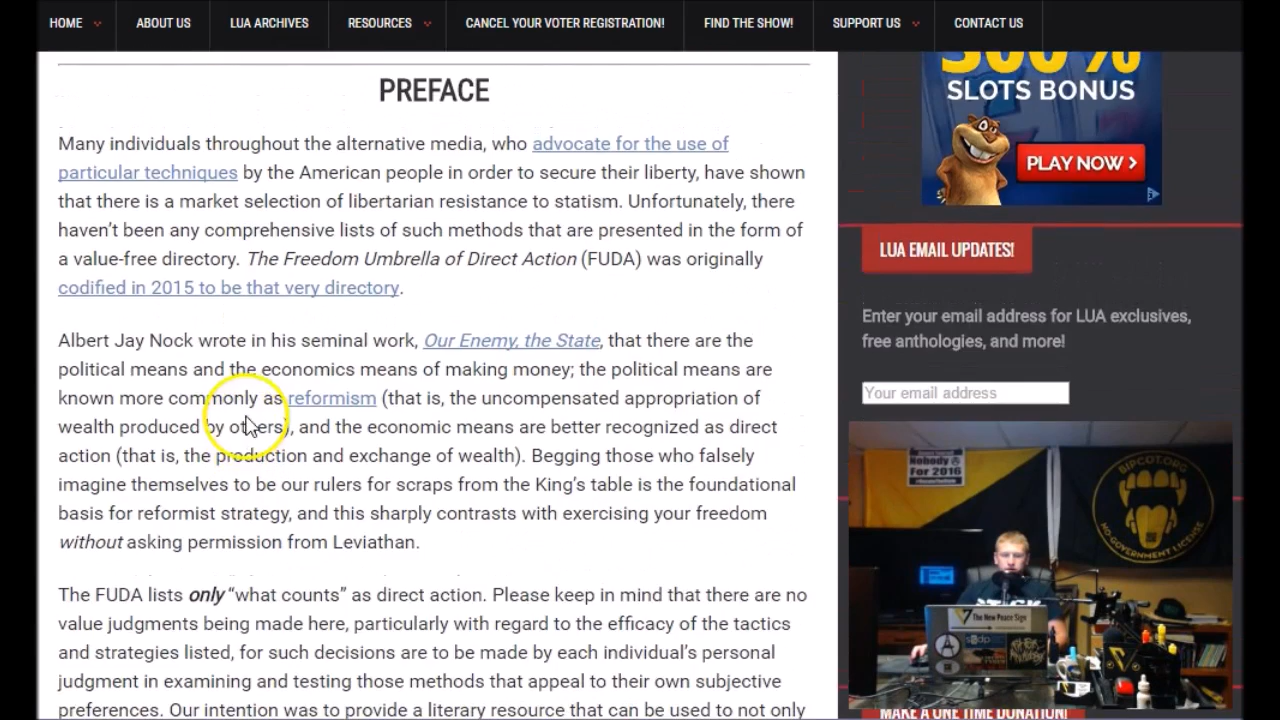 HOME
ABOUT US
LUA ARCHIVES
RESOURCES
CANCEL YOUR VOTER REGISTRATION!
FIND THE SHOW!
SUPPORT US
CONTACT US
PREFACE
Many individuals throughout the alternative media, who advocate for the use of
particular techniques by the American people in order to secure their liberty, have shown
that there is a market selection of libertarian resistance to statism. Unfortunately, there
haven't been any comprehensive lists of such methods that are presented in the form of
a value-free directory. The Freedom Umbrella of Direct Action (FUDA) was originally
codified in 2015 to be that very directory.
Albert Jay Nock wrote in his seminal work, Our Enemy, the State, that there are the
political means and the economics means of making money; the political means are
known more commonly as reformism (that is, the uncompensated appropriation of
wealth produced by others), and the economic means are better recognized as direct
action (that is, the production and exchange of wealth). Begging those who falsely
imagine themselves to be our rulers for scraps from the King's table is the foundational
basis for reformist strategy, and this sharply contrasts with exercising your freedom
without asking permission from Leviathan.
The FUDA lists only "what counts" as direct action. Please keep in mind that there are no
value judgments being made here, particularly with regard to the efficacy of the tactics
and strategies listed, for such decisions are to be made by each individual's personal
judgment in examining and testing those methods that appeal to their own subjective
preferences. Our intention was to provide a literary resource that can be used to not only
300%
SLOTS BONUS
PLAY NOW >
LUA EMAIL UPDATES!
Enter your email address for LUA exclusives,
free anthologies, and more!
Your email address
Nobody
For 2016
BIPCOT.ORG
NO-GOVERNMENT LICENSE
The New Peace Sign
MAKE A ONE TIME DONATION!